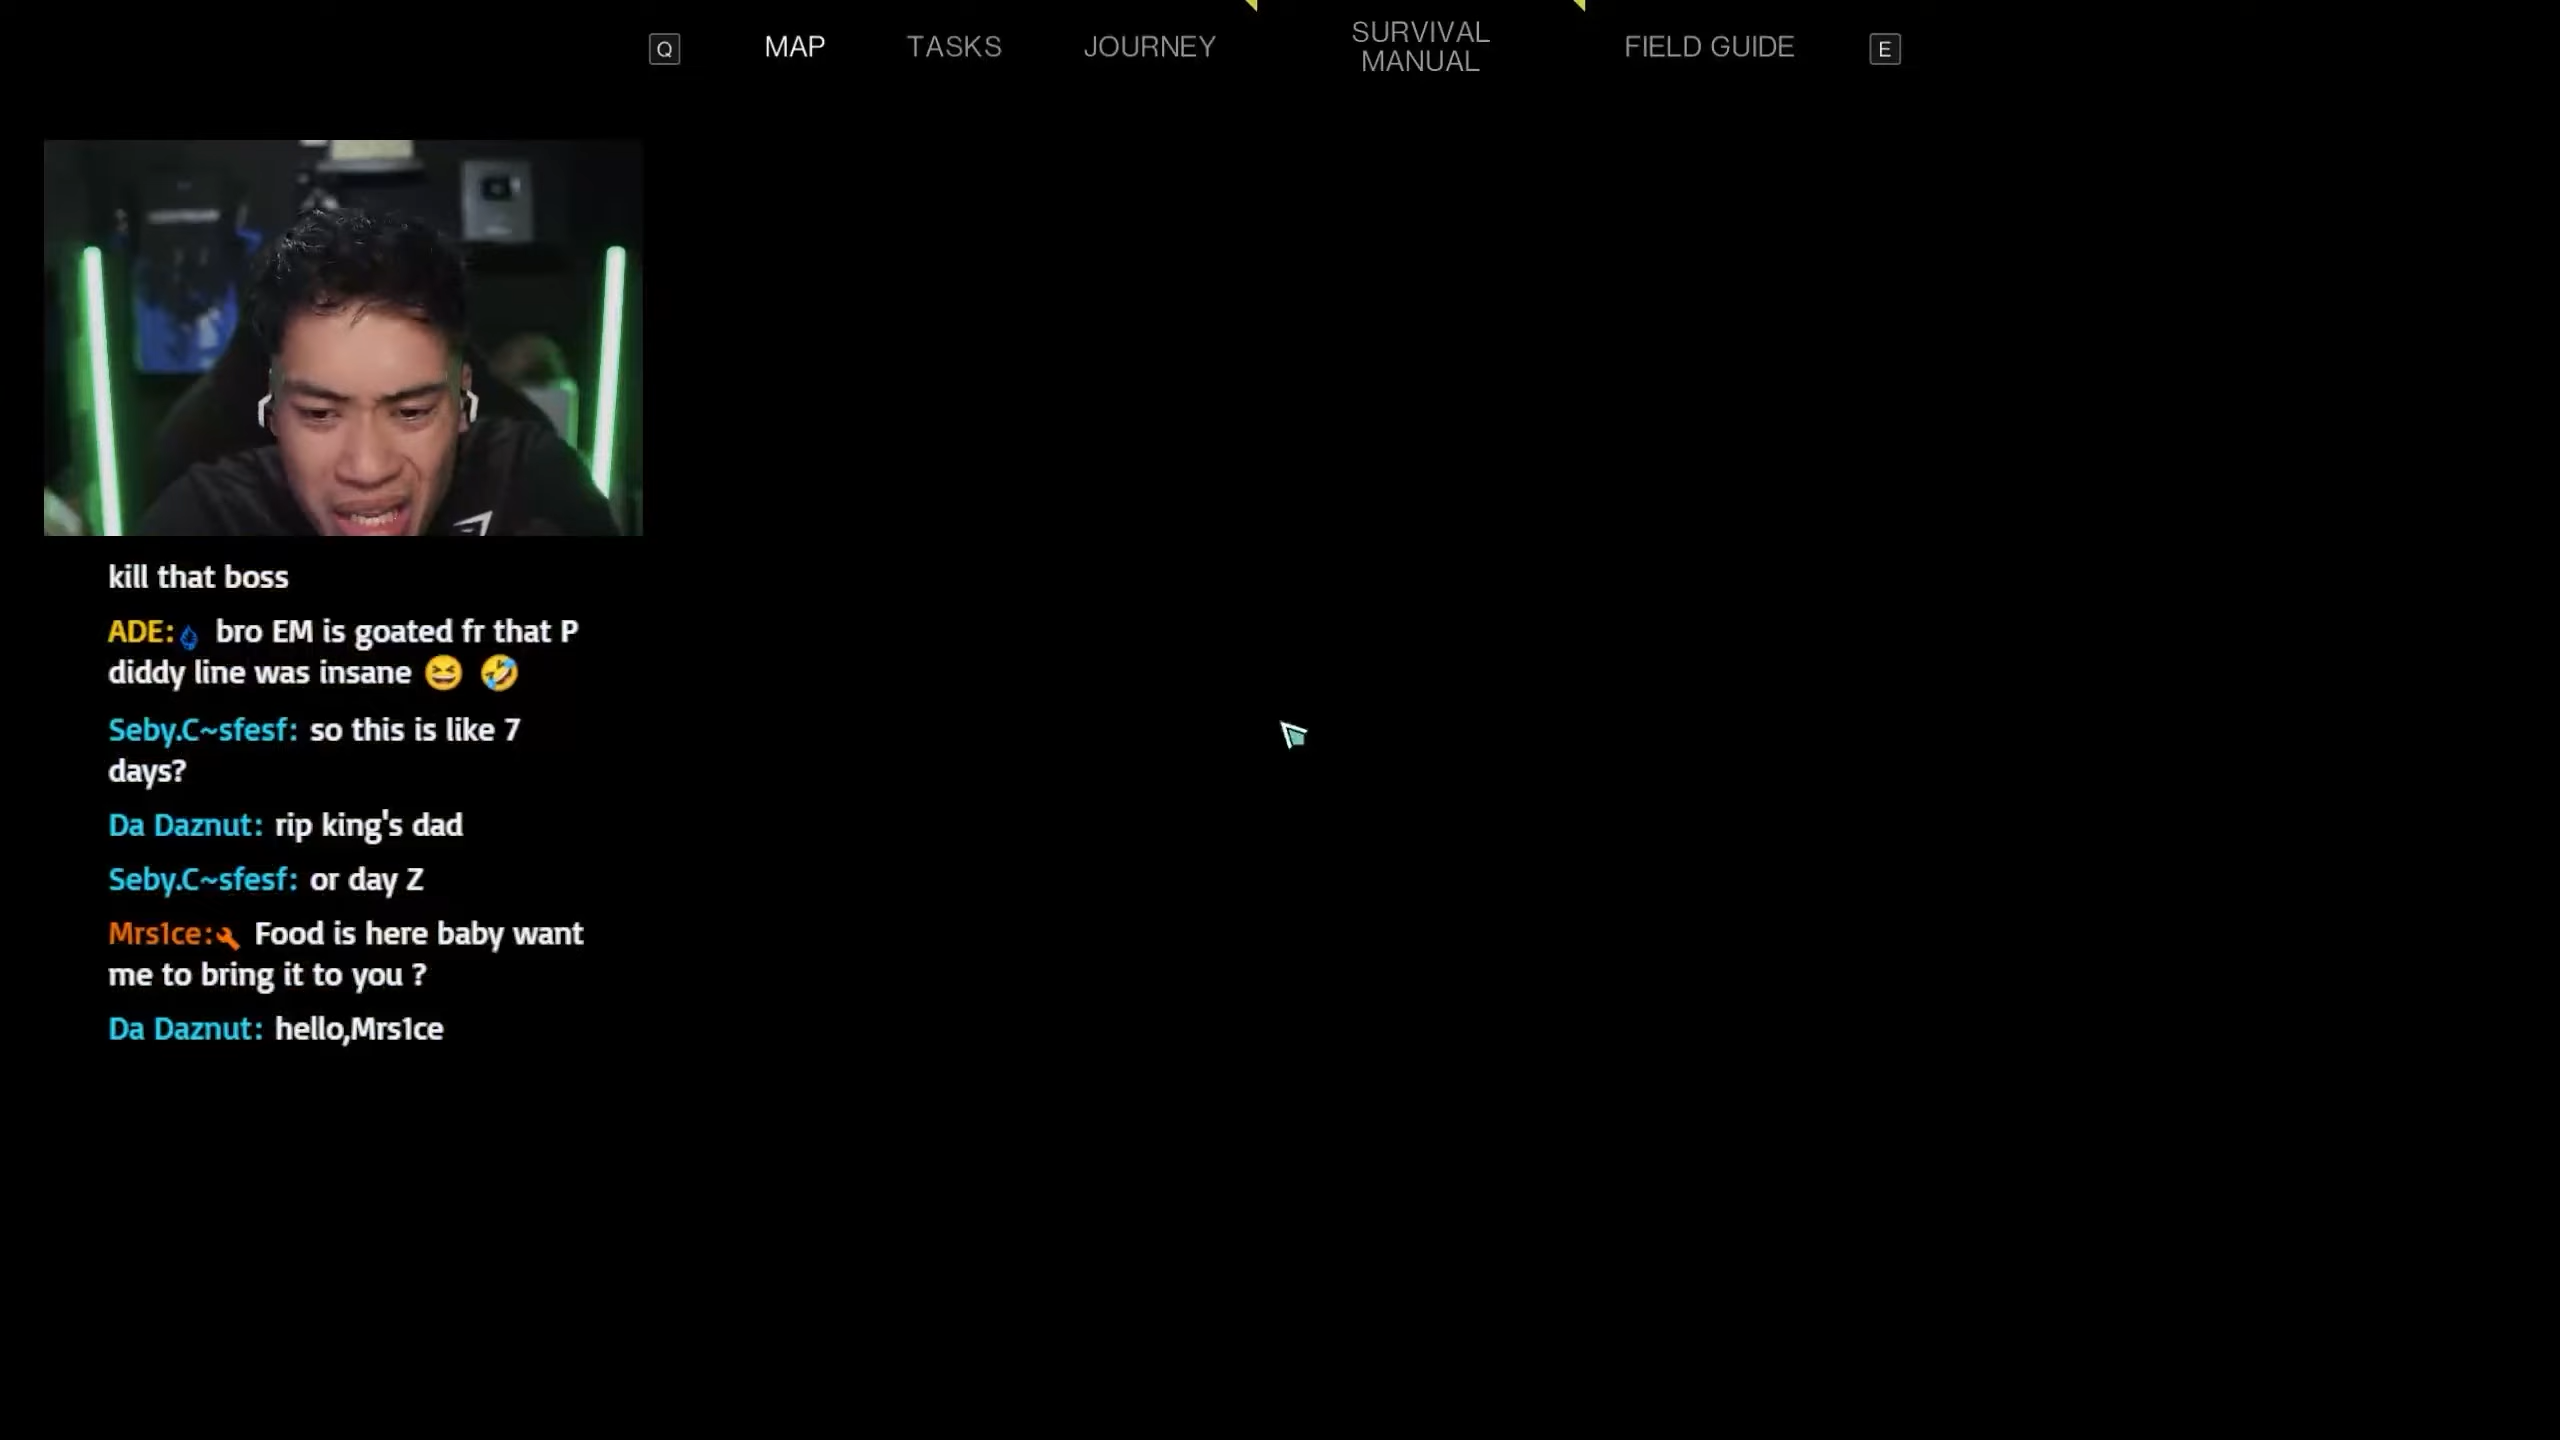 Q MAP TASKS JOURNEY SURVIVAL MANUAL FIELD GUIDE E
kill that boss
ADE: bro EM is goated fr that P
diddy line was insane 😆 🤣
Seby.C~sfesf: so this is like 7
days?
Da Daznut: rip king's dad
Seby.C~sfesf: or day Z
Mrs1ce: Food is here baby want
me to bring it to you ?
Da Daznut: hello,Mrs1ce